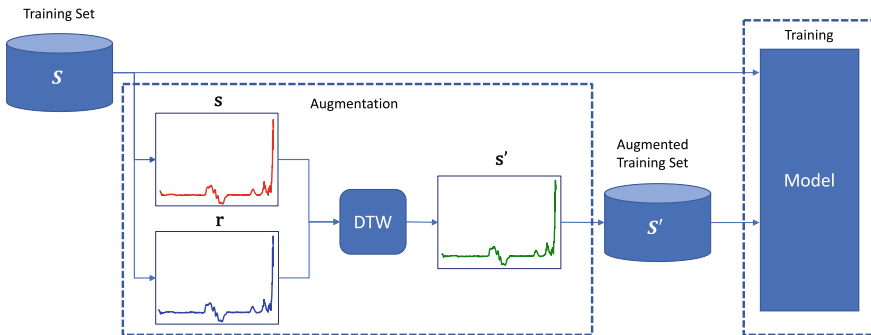 Training Set
S
Training
s
Augmentation
Augmented
Training Set
s'
DTW
Model
r
S'